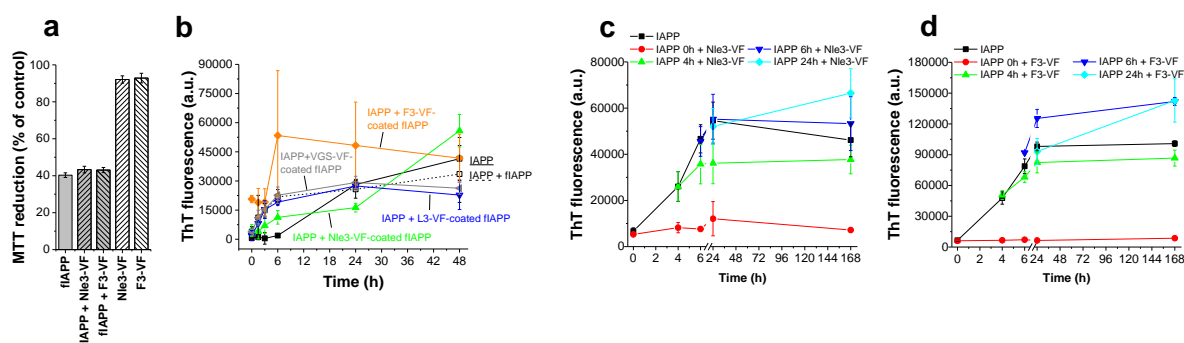 a
MTT reduction (% of control)
100
80
60
40
20
0
fIAPP
IAPP + Nle3-VF
fIAPP + F3-VF
Nle3-VF
F3-VF
b
ThT fluorescence (a.u.)
90000
75000
60000
45000
30000
15000
0
IAPP + F3-VF-
coated fIAPP
IAPP+VGS-VF-
coated fIAPP
IAPP
IAPP + fIAPP
IAPP + L3-VF-coated fIAPP
IAPP + Nle3-VF-coated fIAPP
0 6 12 18 24 30 36 42 48
Time (h)
c
IAPP
IAPP 0h + Nle3-VF
IAPP 6h + Nle3-VF
IAPP 4h + Nle3-VF
IAPP 24h + Nle3-VF
ThT fluorescence (a.u.)
80000
60000
40000
20000
0
0 2 4 6 24 48 72 96 120 144 168
Time (h)
d
IAPP
IAPP 0h + F3-VF
IAPP 6h + F3-VF
IAPP 4h + F3-VF
IAPP 24h + F3-VF
ThT fluorescence (a.u.)
180000
150000
120000
90000
60000
30000
0
0 2 4 6 24 48 72 96 120 144 168
Time (h)